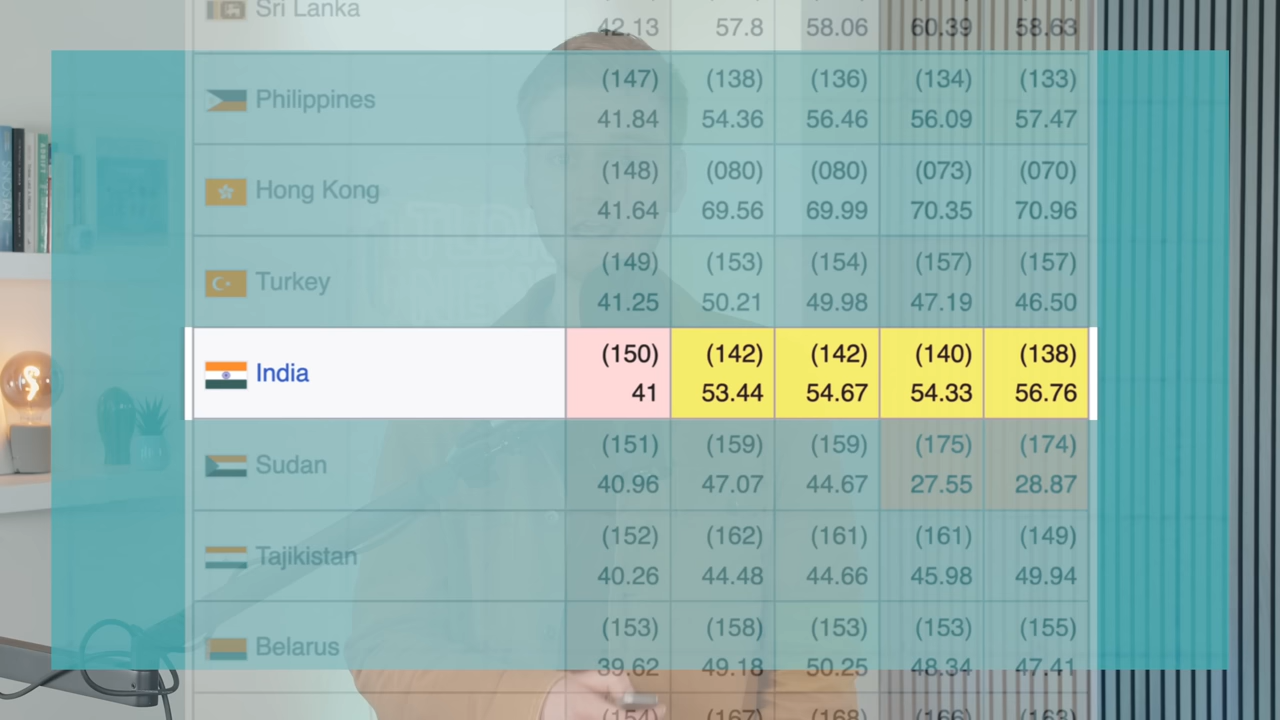 Sri Lanka 42.13 57.8 58.06 60.39 58.63
(147) (138) (136) (134) (133)
Philippines
41.84 54.36 56.46 56.09 57.47
(148) (080) (080) (073) (070)
Hong Kong
41.64 69.56 69.99 70.35 70.96
(149) (153) (154) (157) (157)
Turkey
41.25 50.21 49.98 47.19 46.50
(150) (142) (142) (140) (138)
India
41 53.44 54.67 54.33 56.76
(151) (159) (159) (175) (174)
Sudan
40.96 47.07 44.67 27.55 28.87
(152) (162) (161) (161) (149)
Tajikistan
40.26 44.48 44.66 45.98 49.94
(153) (158) (153) (153) (155)
Belarus
39.62 49.18 50.25 48.34 47.41
(154) (167) (168) (166) (163)